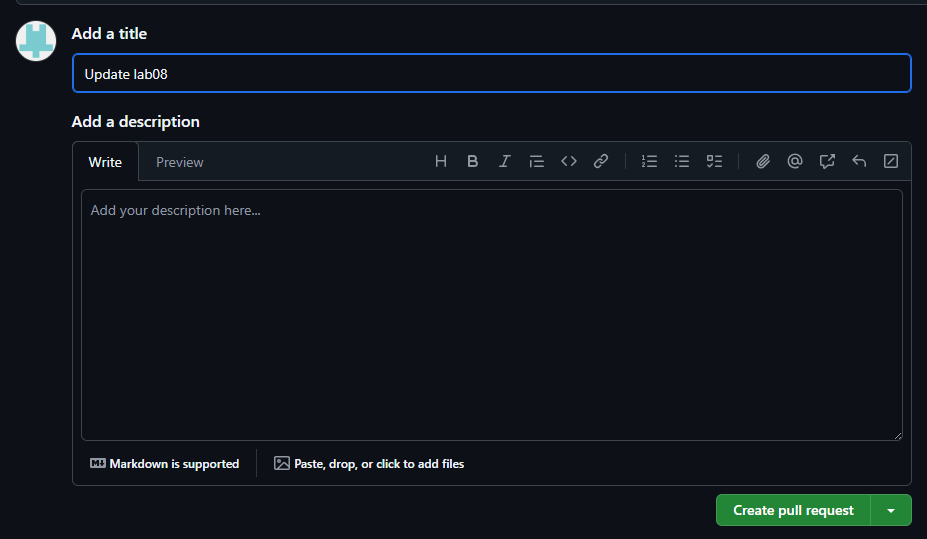 Add a title
Update lab08
Add a description
Write Preview
Add your description here...
Markdown is supported Paste, drop, or click to add files
Create pull request